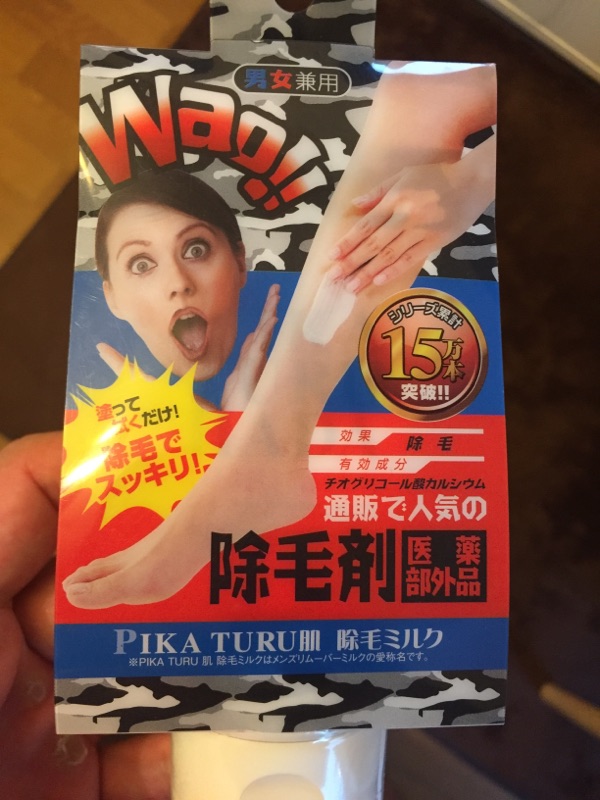 男女兼用
Wao!!
シリーズ累計
15万本
突破!!
塗って
拭くだけ!
除毛で
スッキリ!
効果 除毛
有効成分
チオグリコール酸カルシウム
通販で人気の
除毛剤
医薬
部外品
PIKA TURU肌 除毛ミルク
※PIKA TURU 肌 除毛ミルクはメンズリムーバーミルクの愛称名です。